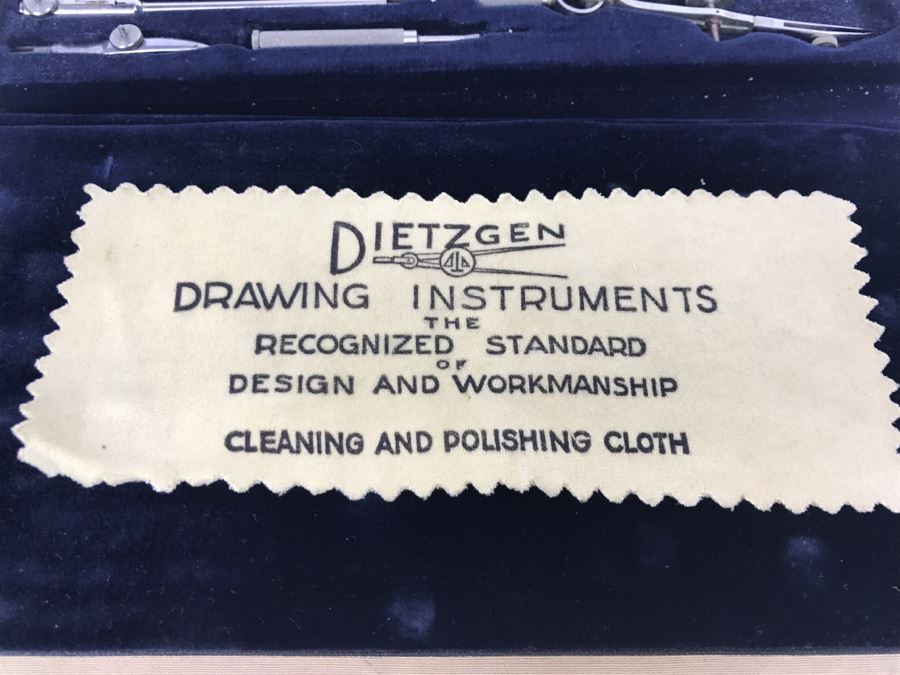 DIETZGEN
DRAWING INSTRUMENTS
THE
RECOGNIZED STANDARD
OF
DESIGN AND WORKMANSHIP
CLEANING AND POLISHING CLOTH